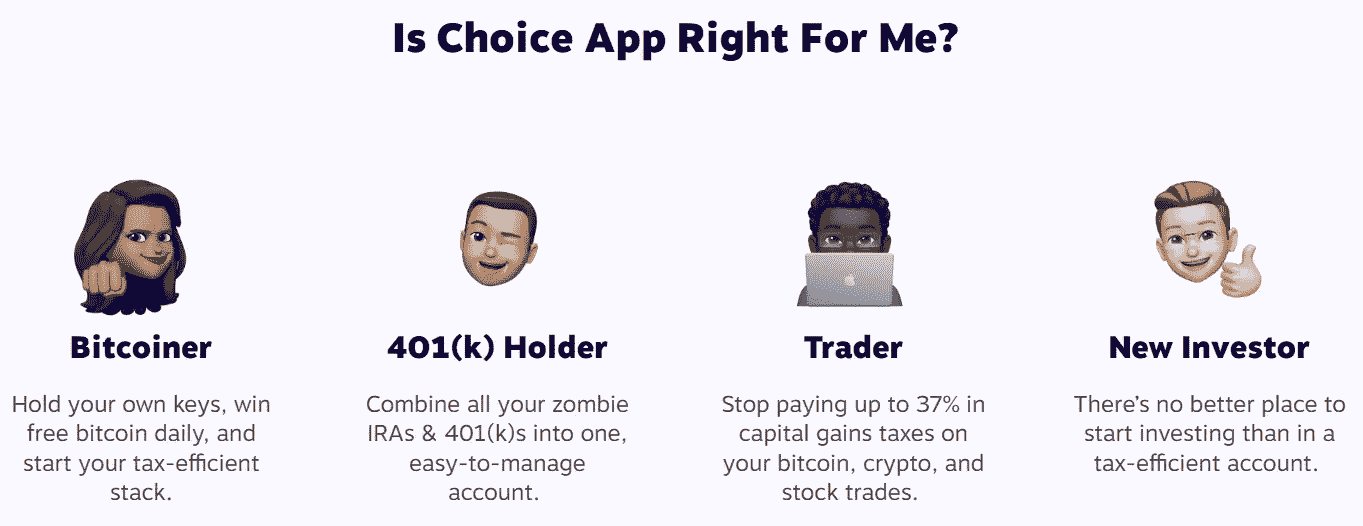 Is Choice App Right For Me?
Bitcoiner
Hold your own keys, win
free bitcoin daily, and
start your tax-efficient
stack.
401(k) Holder
Combine all your zombie
IRAs & 401(k)s into one,
easy-to-manage
account.
Trader
Stop paying up to 37% in
capital gains taxes on
your bitcoin, crypto, and
stock trades.
New Investor
There's no better place to
start investing than in a
tax-efficient account.